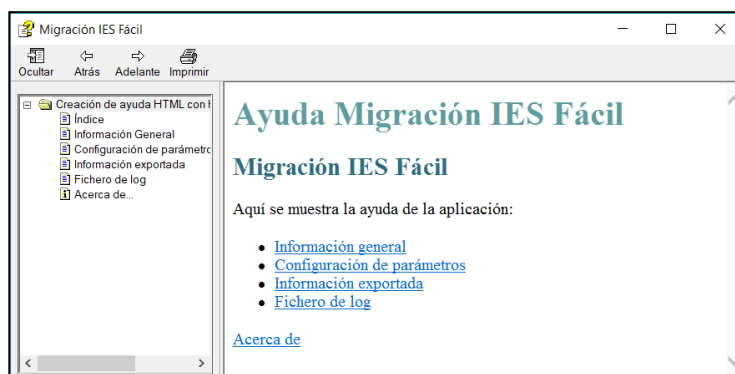 Migración IES Fácil
Ocultar Atrás Adelante Imprimir
Creación de ayuda HTML con
Índice
Información General
Configuración de parámetro
Información exportada
Fichero de log
Acerca de...
Ayuda Migración IES Fácil
Migración IES Fácil
Aquí se muestra la ayuda de la aplicación:
Información general
Configuración de parámetros
Información exportada
Fichero de log
Acerca de